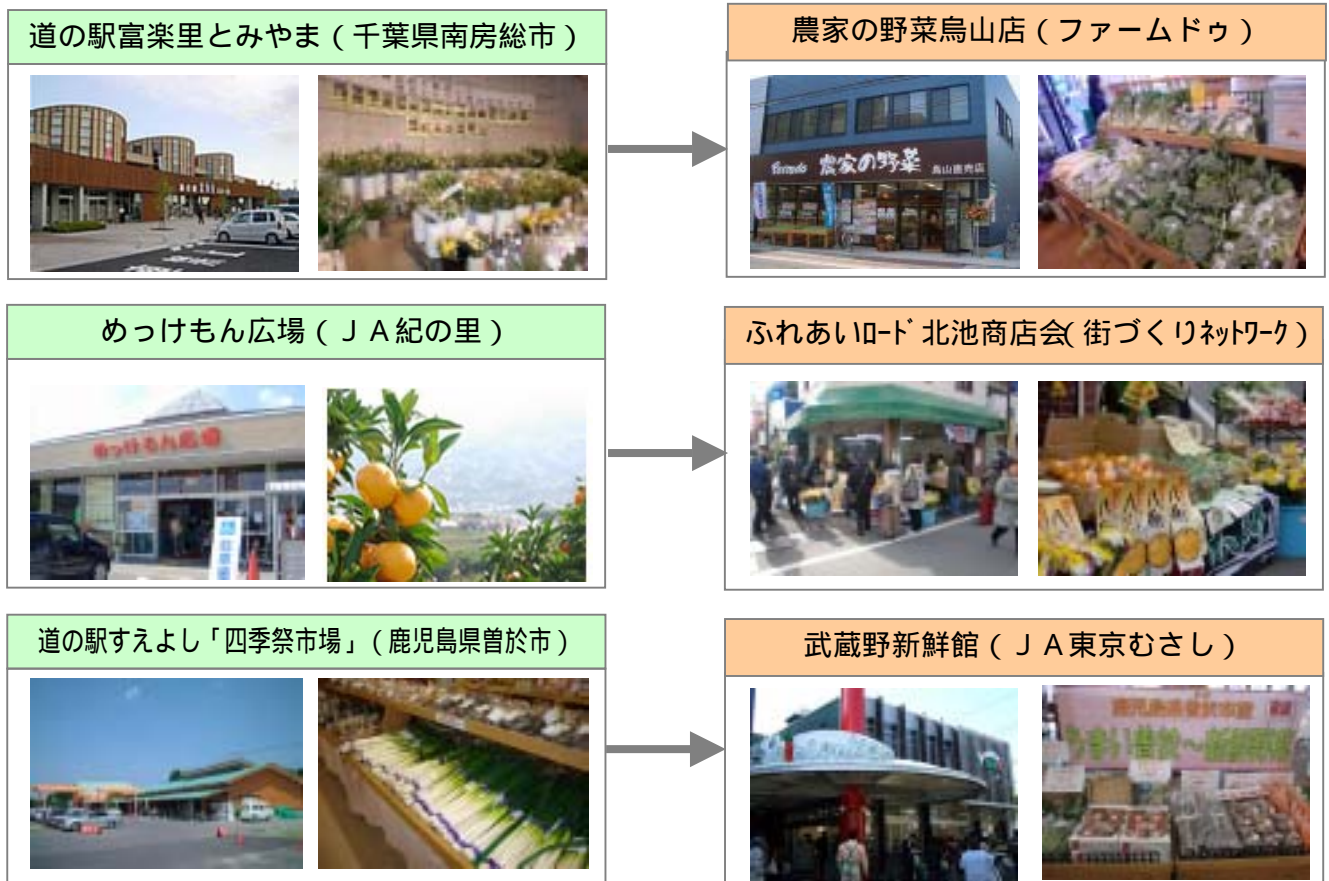 道の駅富楽里とみやま（千葉県南房総市）
農家の野菜烏山店（ファームドゥ）
農家の野菜 烏山直売店
めっけもん広場（ＪＡ紀の里）
ふれあいﾛｰﾄﾞ北池商店会(街づくりﾈｯﾄﾜｰｸ)
めっけもん広場
道の駅すえよし「四季祭市場」（鹿児島県曽於市）
武蔵野新鮮館（ＪＡ東京むさし）